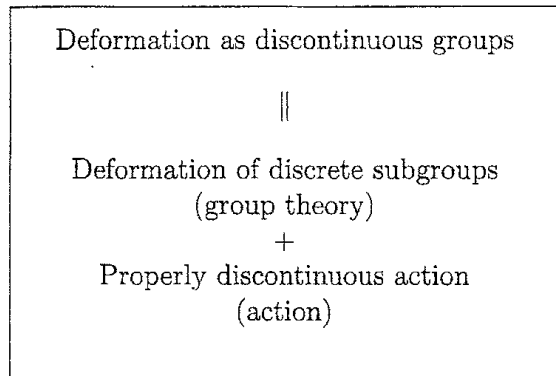 Deformation as discontinuous groups
||
Deformation of discrete subgroups
(group theory)
+
Properly discontinuous action
(action)